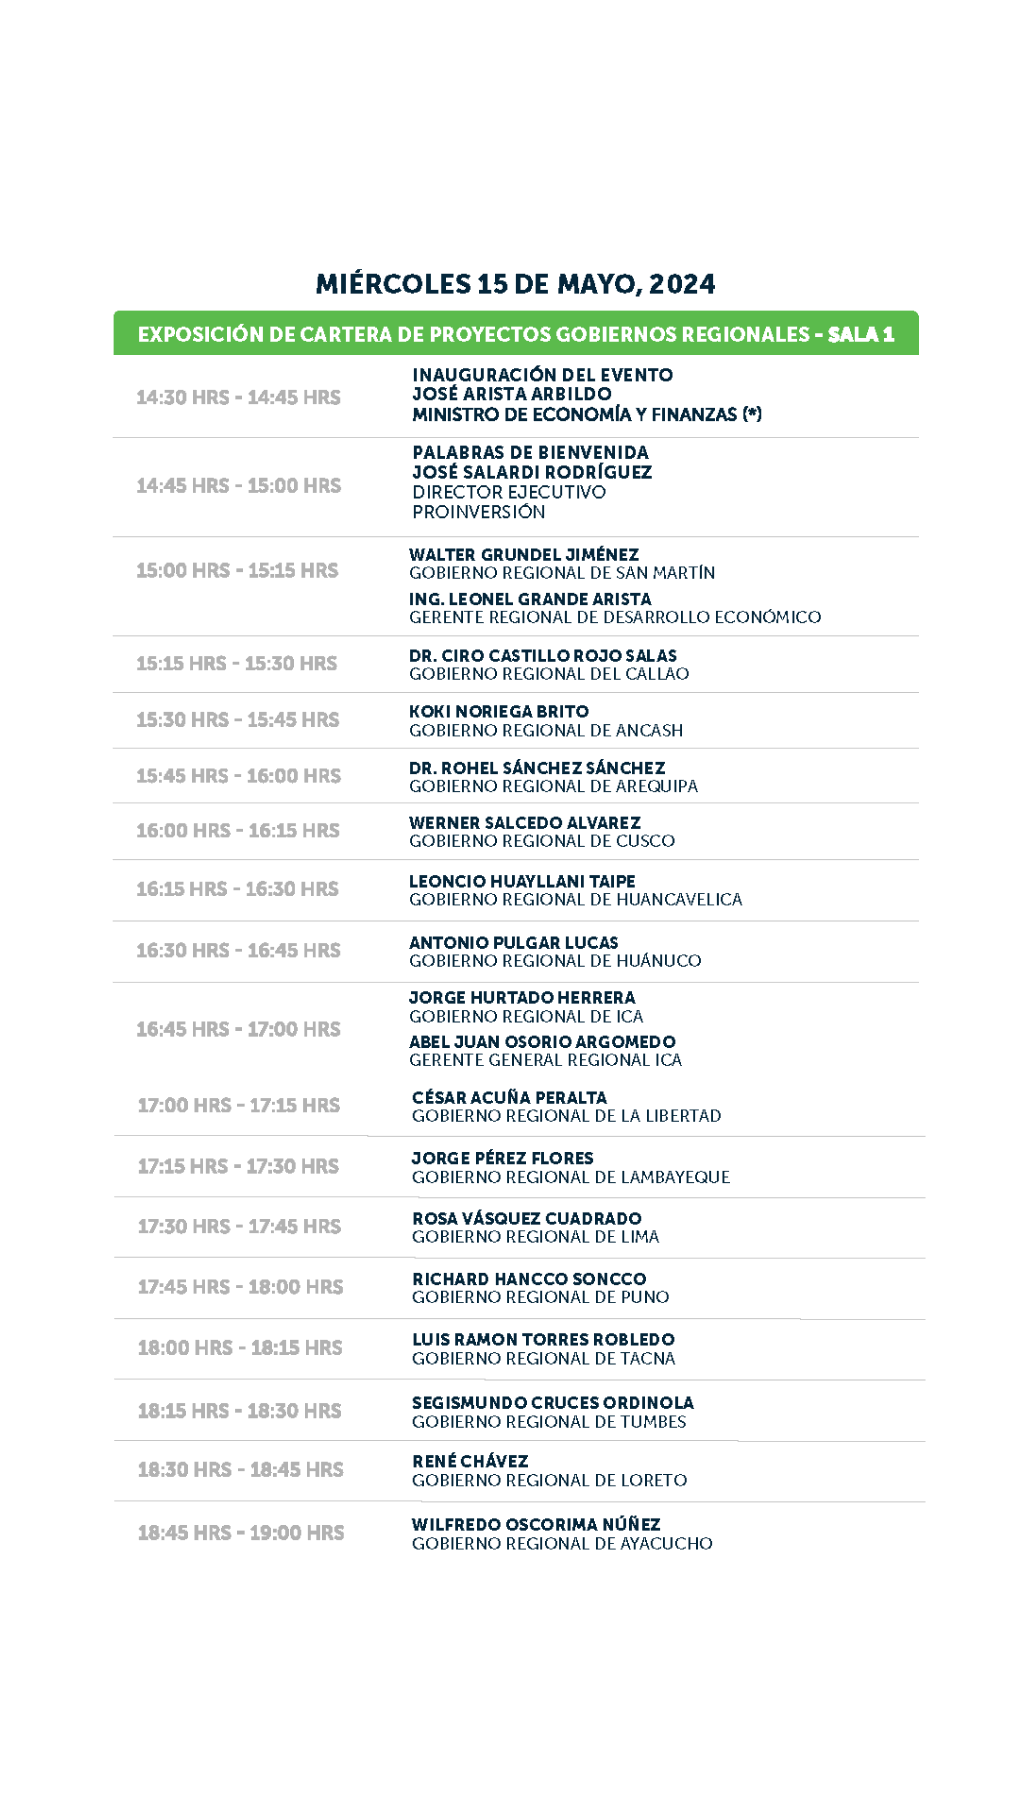 MIÉRCOLES 15 DE MAYO, 2024
EXPOSICIÓN DE CARTERA DE PROYECTOS GOBIERNOS REGIONALES - SALA 1
14:30 HRS - 14:45 HRS
INAUGURACIÓN DEL EVENTO
JOSÉ ARISTA ARBILDO
MINISTRO DE ECONOMÍA Y FINANZAS (*)
14:45 HRS - 15:00 HRS
PALABRAS DE BIENVENIDA
JOSÉ SALARDI RODRÍGUEZ
DIRECTOR EJECUTIVO
PROINVERSIÓN
15:00 HRS - 15:15 HRS
WALTER GRUNDEL JIMÉNEZ
GOBIERNO REGIONAL DE SAN MARTÍN
ING. LEONEL GRANDE ARISTA
GERENTE REGIONAL DE DESARROLLO ECONÓMICO
15:15 HRS - 15:30 HRS
DR. CIRO CASTILLO ROJO SALAS
GOBIERNO REGIONAL DEL CALLAO
15:30 HRS - 15:45 HRS
KOKI NORIEGA BRITO
GOBIERNO REGIONAL DE ANCASH
15:45 HRS - 16:00 HRS
DR. ROHEL SÁNCHEZ SÁNCHEZ
GOBIERNO REGIONAL DE AREQUIPA
16:00 HRS - 16:15 HRS
WERNER SALCEDO ALVAREZ
GOBIERNO REGIONAL DE CUSCO
16:15 HRS - 16:30 HRS
LEONCIO HUAYLLANI TAIPE
GOBIERNO REGIONAL DE HUANCAVELICA
16:30 HRS - 16:45 HRS
ANTONIO PULGAR LUCAS
GOBIERNO REGIONAL DE HUÁNUCO
16:45 HRS - 17:00 HRS
JORGE HURTADO HERRERA
GOBIERNO REGIONAL DE ICA
ABEL JUAN OSORIO ARGOMEDO
GERENTE GENERAL REGIONAL ICA
17:00 HRS - 17:15 HRS
CÉSAR ACUÑA PERALTA
GOBIERNO REGIONAL DE LA LIBERTAD
17:15 HRS - 17:30 HRS
JORGE PÉREZ FLORES
GOBIERNO REGIONAL DE LAMBAYEQUE
17:30 HRS - 17:45 HRS
ROSA VÁSQUEZ CUADRADO
GOBIERNO REGIONAL DE LIMA
17:45 HRS - 18:00 HRS
RICHARD HANCCO SONCCO
GOBIERNO REGIONAL DE PUNO
18:00 HRS - 18:15 HRS
LUIS RAMON TORRES ROBLEDO
GOBIERNO REGIONAL DE TACNA
18:15 HRS - 18:30 HRS
SEGISMUNDO CRUCES ORDINOLA
GOBIERNO REGIONAL DE TUMBES
18:30 HRS - 18:45 HRS
RENÉ CHÁVEZ
GOBIERNO REGIONAL DE LORETO
18:45 HRS - 19:00 HRS
WILFREDO OSCORIMA NÚÑEZ
GOBIERNO REGIONAL DE AYACUCHO